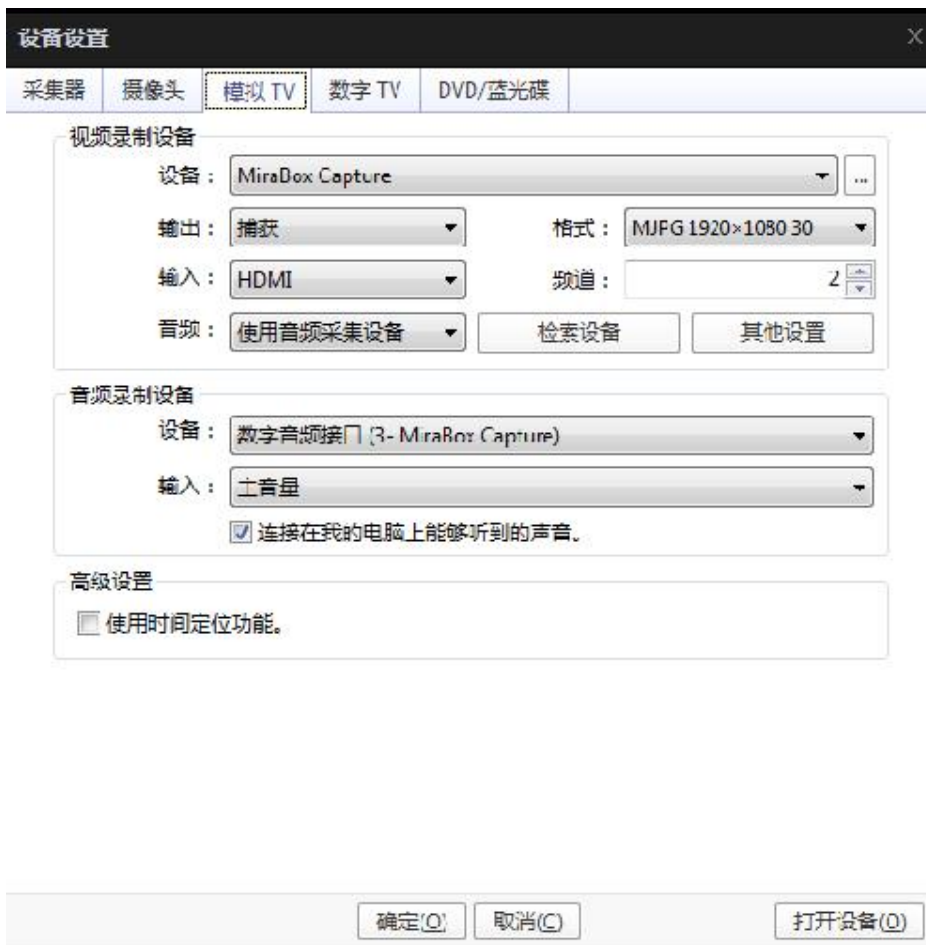 设备设置
采集器 摄像头 模拟 TV 数字 TV DVD/蓝光碟
视频录制设备
设备： MiraBox Capture ...
输出： 捕获 格式： MJPG 1920×1080 30
输入： HDMI 频道： 2
音频： 使用音频采集设备 检索设备 其他设置
音频录制设备
设备： 数字音频接口 (3- MiraBox Capture)
输入： 主音量
连接在我的电脑上能够听到的声音。
高级设置
使用时间定位功能。
确定(O) 取消(C) 打开设备(O)